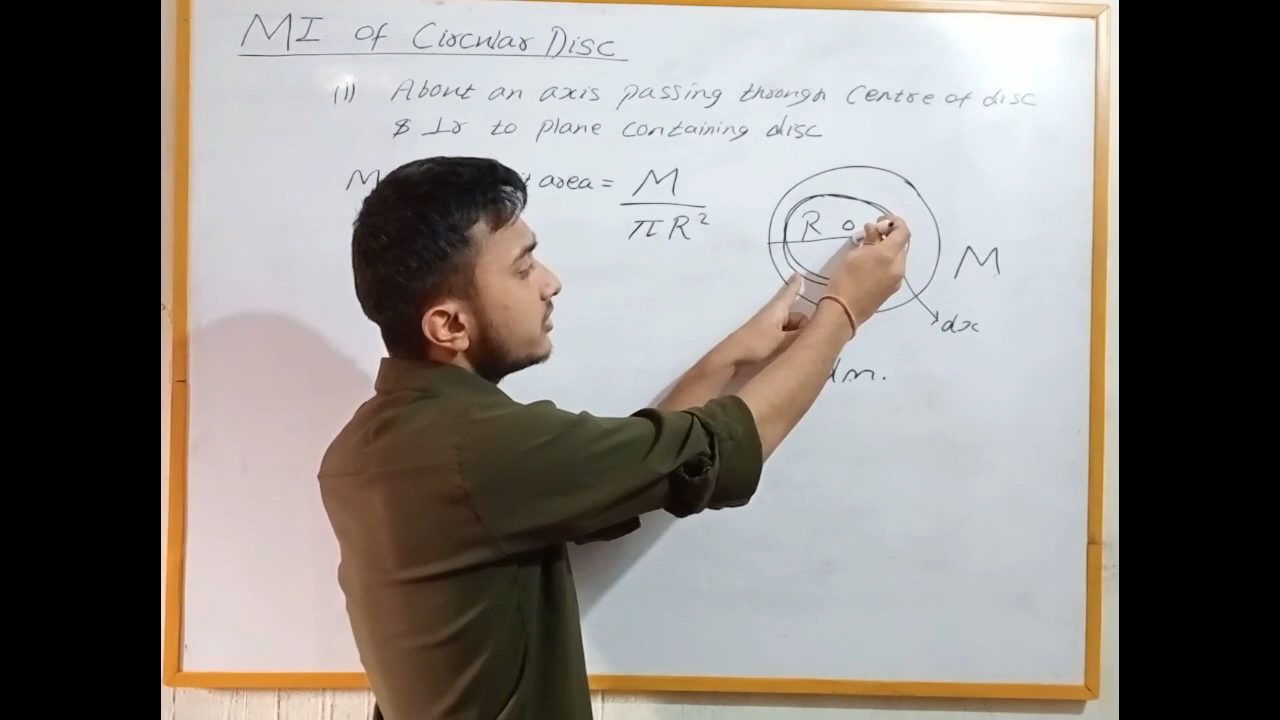 MI of Circular Disc
(1) About an axis passing through Centre of disc
& ⊥r to plane containing disc
area = M / πR²
R O
M
dx
dm.